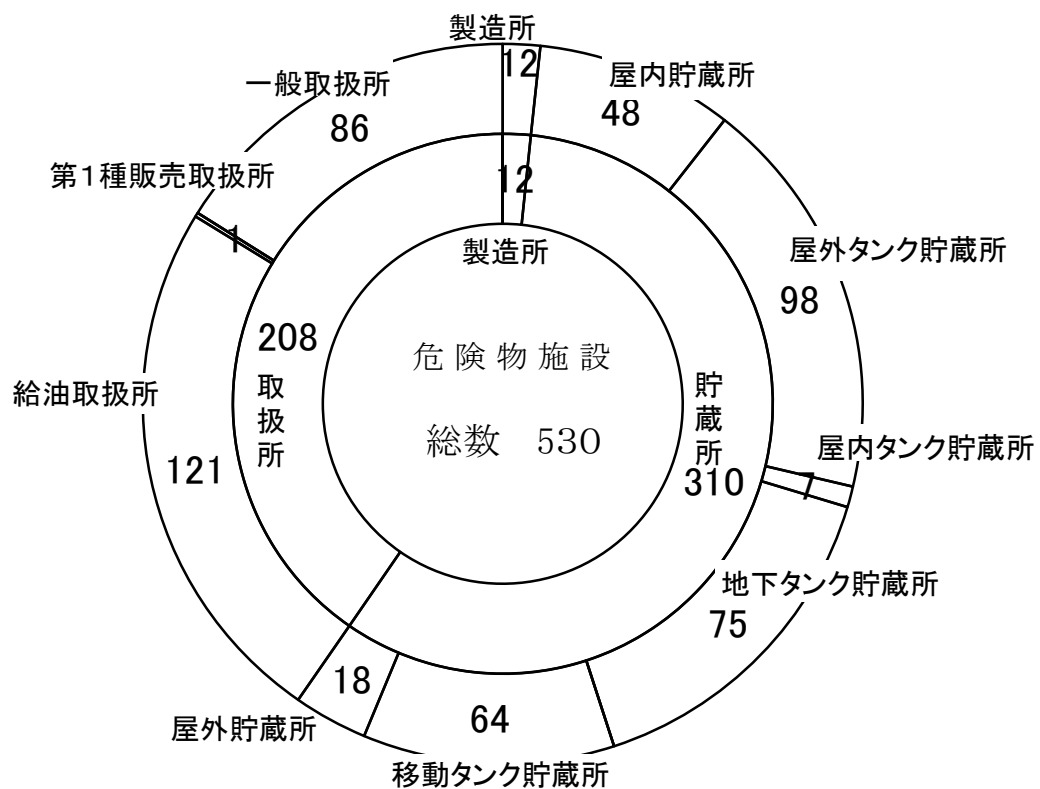 製造所
12
一般取扱所
86
屋内貯蔵所
48
第1種販売取扱所
1
12
製造所
屋外タンク貯蔵所
98
208
取扱所
危険物施設
総数 530
貯蔵所
310
給油取扱所
121
屋内タンク貯蔵所
7
地下タンク貯蔵所
75
18
屋外貯蔵所
64
移動タンク貯蔵所